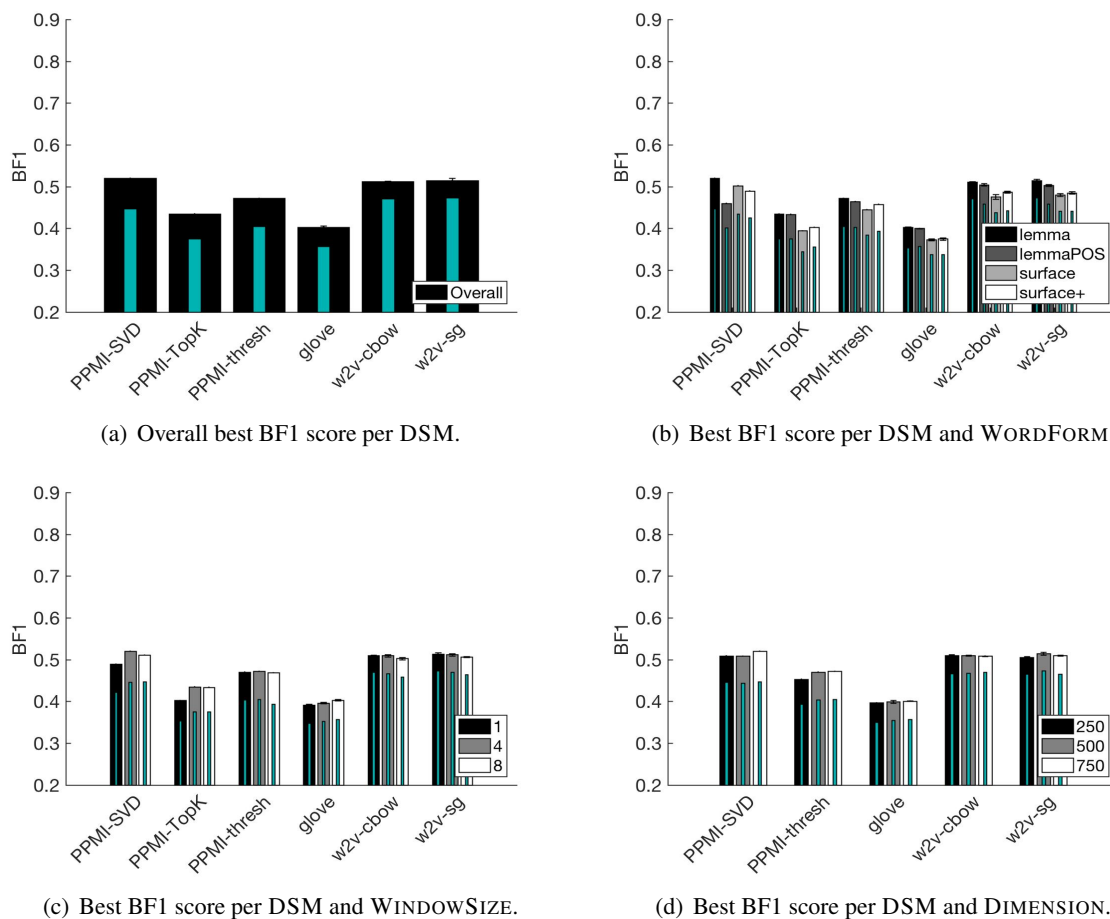 0.9
0.8
0.7
0.6
0.5
0.4
0.3
0.2
BF1
Overall
PPMI-SVD
PPMI-TopK
PPMI-thresh
glove
w2v-cbow
w2v-sg
(a) Overall best BF1 score per DSM.
0.9
0.8
0.7
0.6
0.5
0.4
0.3
0.2
BF1
lemma
lemmaPOS
surface
surface+
PPMI-SVD
PPMI-TopK
PPMI-thresh
glove
w2v-cbow
w2v-sg
(b) Best BF1 score per DSM and WORDFORM
0.9
0.8
0.7
0.6
0.5
0.4
0.3
0.2
BF1
1
4
8
PPMI-SVD
PPMI-TopK
PPMI-thresh
glove
w2v-cbow
w2v-sg
(c) Best BF1 score per DSM and WINDOWSIZE.
0.9
0.8
0.7
0.6
0.5
0.4
0.3
0.2
BF1
250
500
750
PPMI-SVD
PPMI-thresh
glove
w2v-cbow
w2v-sg
(d) Best BF1 score per DSM and DIMENSION.